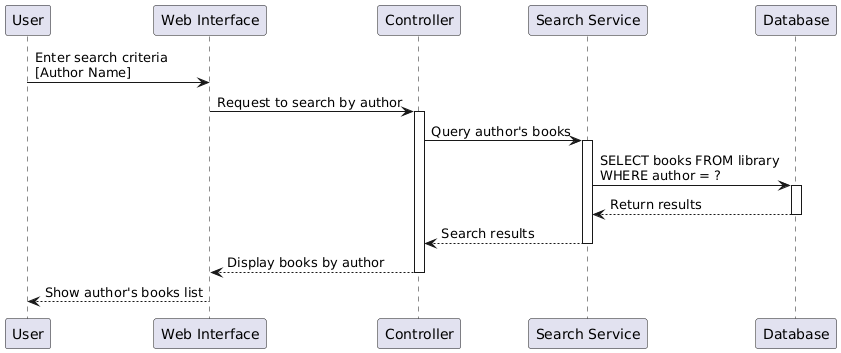 User
Web Interface
Controller
Search Service
Database
Enter search criteria
[Author Name]
Request to search by author
Query author's books
SELECT books FROM library
WHERE author = ?
Return results
Search results
Display books by author
Show author's books list
User
Web Interface
Controller
Search Service
Database